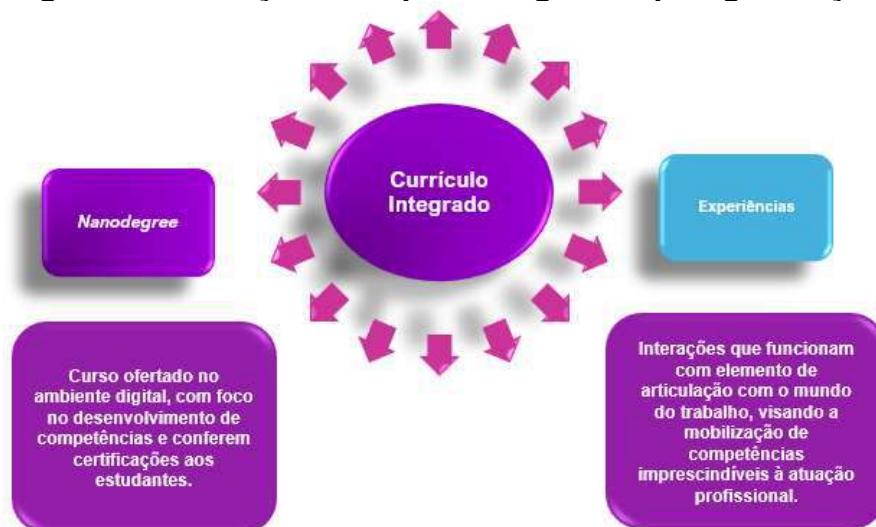 Currículo
Integrado
Nanodegree
Experiências
Curso ofertado no
ambiente digital, com foco
no desenvolvimento de
competências e conferem
certificações aos
estudantes.
Interações que funcionam
com elemento de
articulação com o mundo
do trabalho, visando a
mobilização de
competências
imprescindíveis à atuação
profissional.